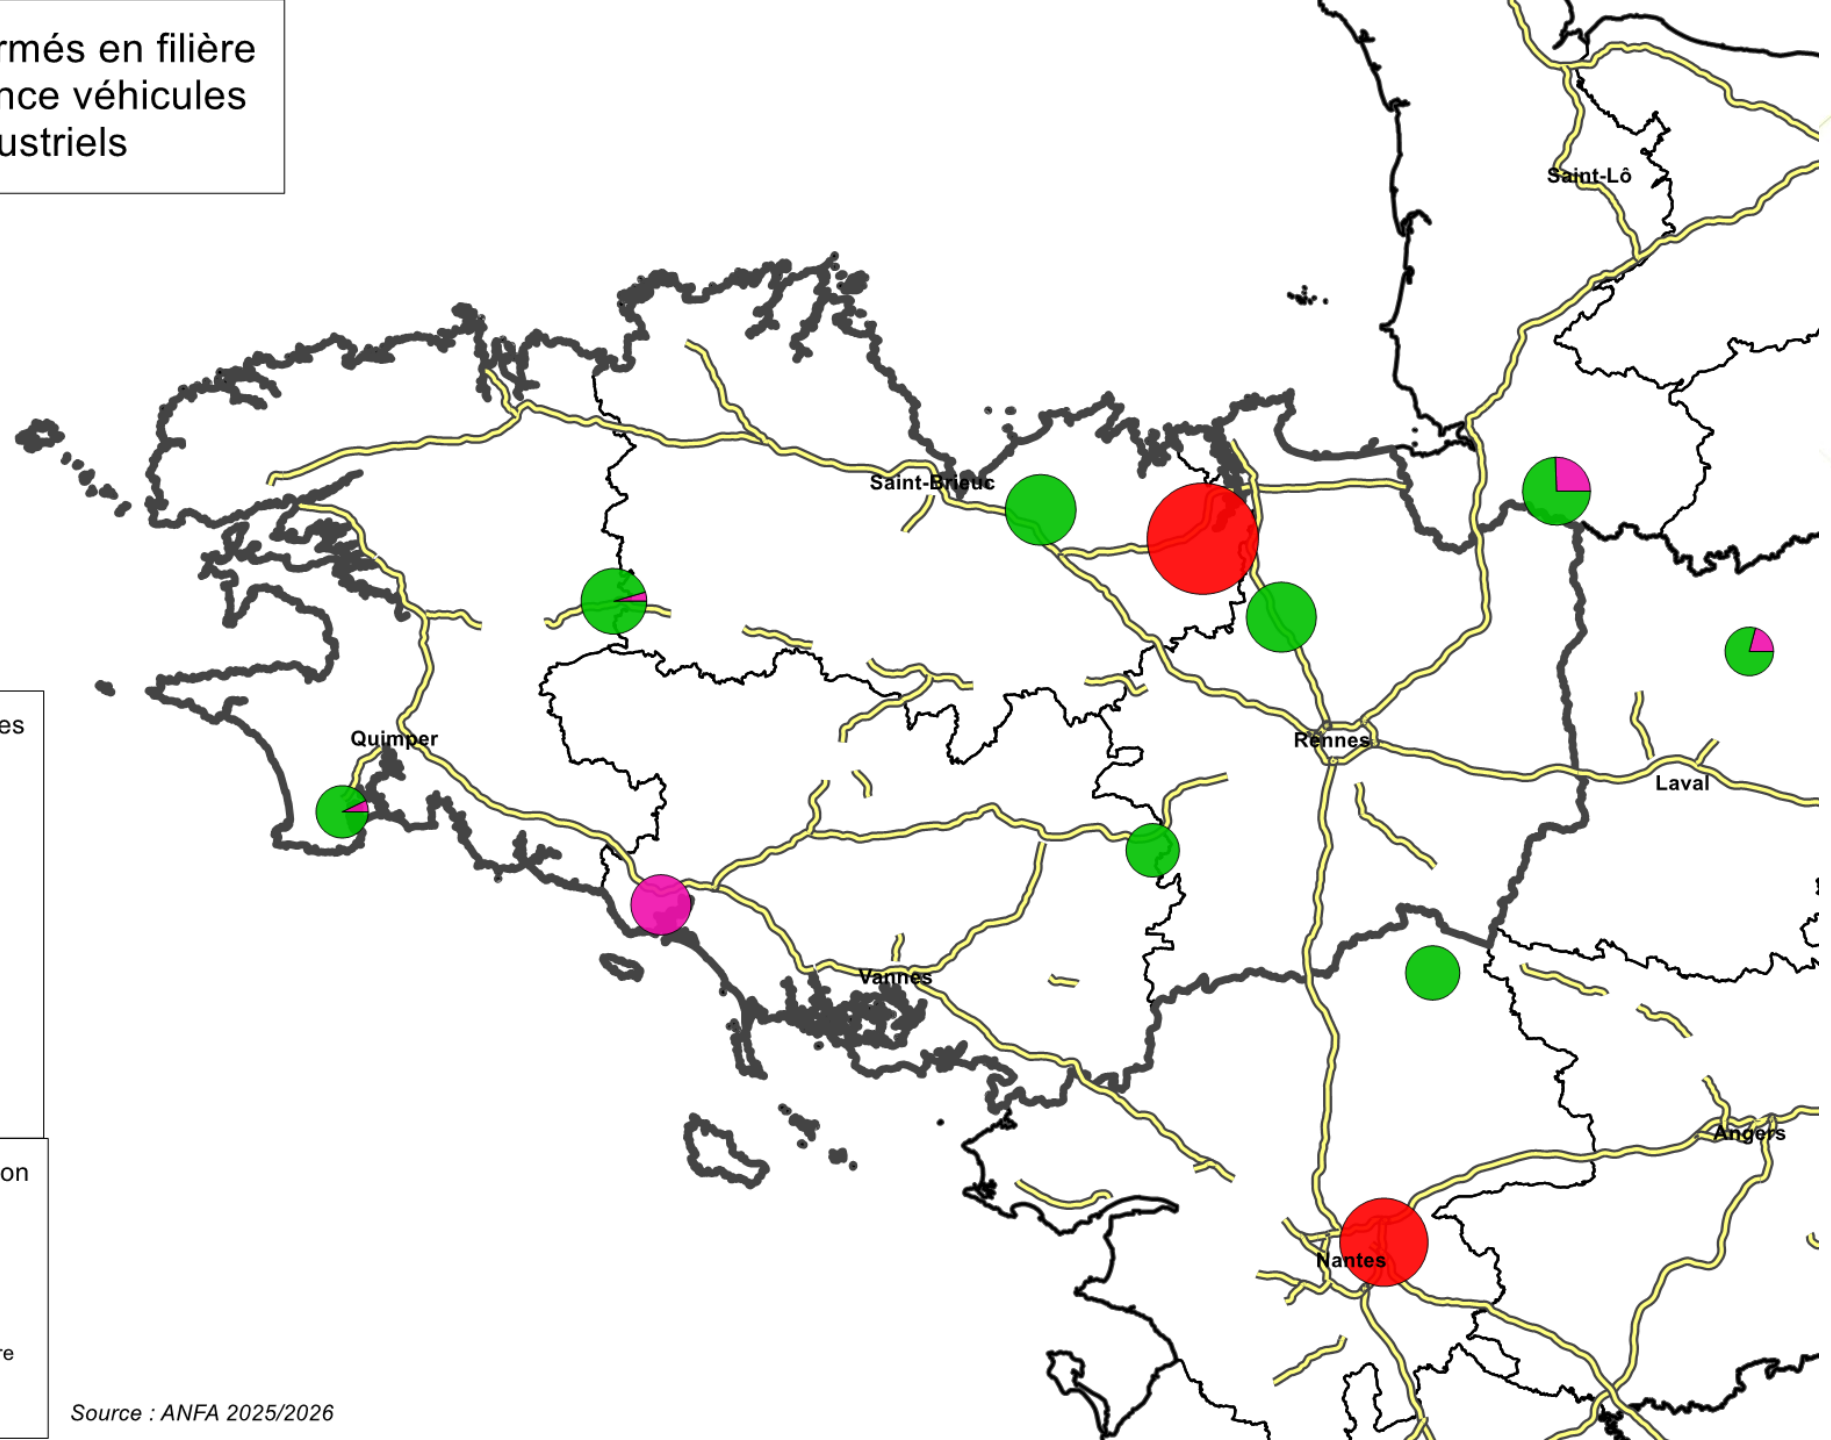 rmés en filière
nce véhicules
ustriels
Saint-Lô
Saint-Brieuc
es
Quimper
Rennes
Laval
Vannes
Angers
on
Nantes
re
Source : ANFA 2025/2026